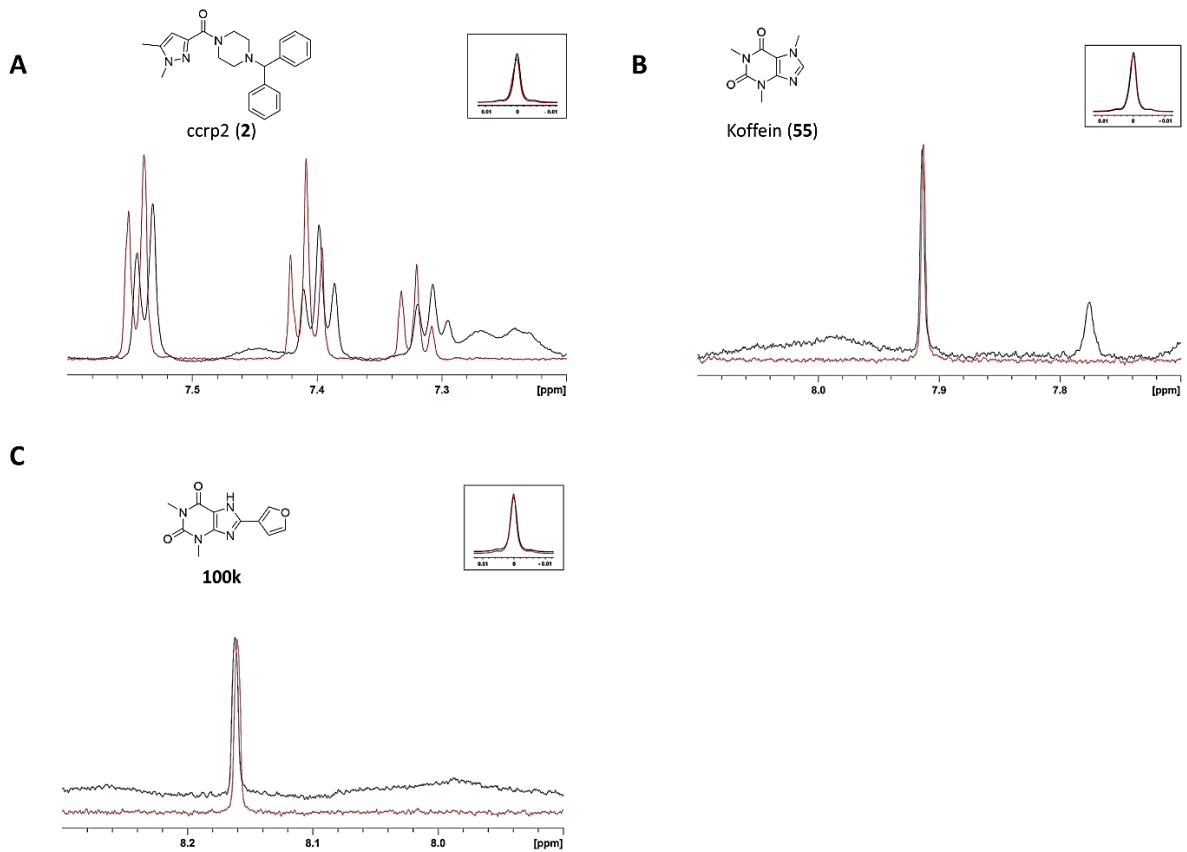 A
O
N
N
N
N
ccrp2 (2)
0.01 0 -0.01
7.5 7.4 7.3 [ppm]
B
O
N
N
O
N
N
Koffein (55)
0.01 0 -0.01
8.0 7.9 7.8 [ppm]
C
O
H
N
N
O
O
N
N
100k
0.01 0 -0.01
8.2 8.1 8.0 [ppm]